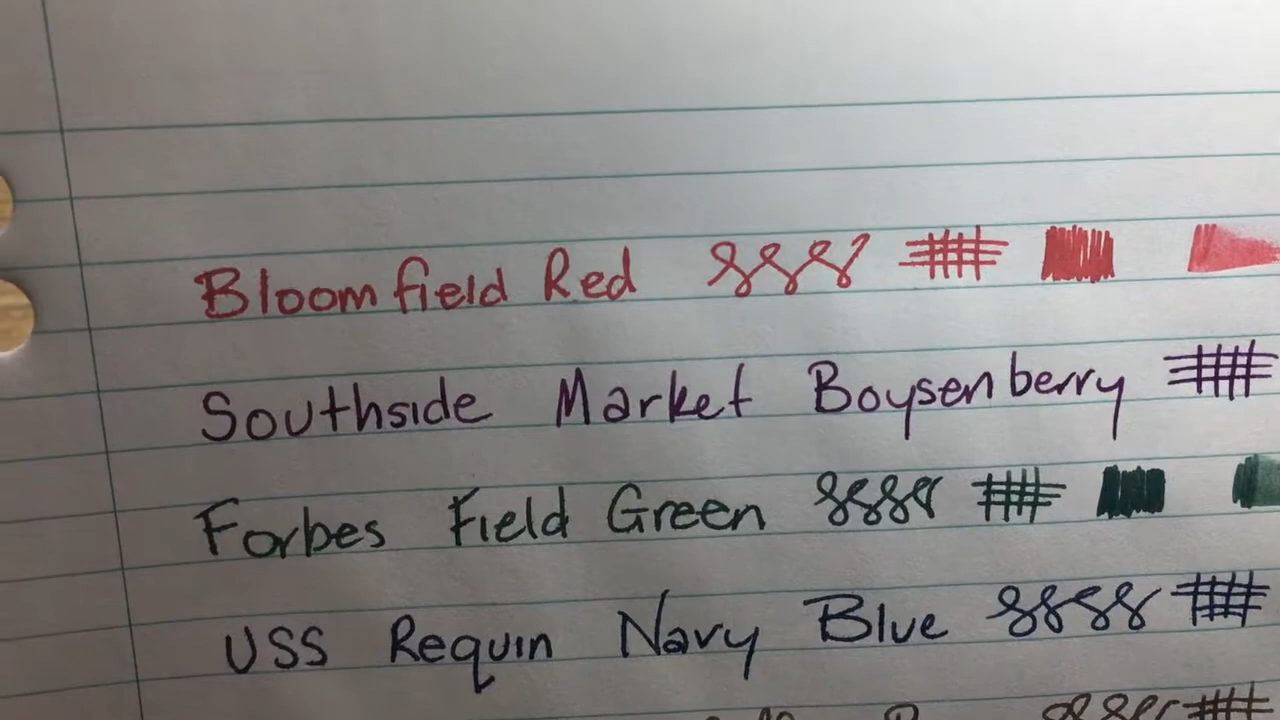 Bloomfield Red
Southside Market Boysenberry
Forbes Field Green
USS Requin Navy Blue